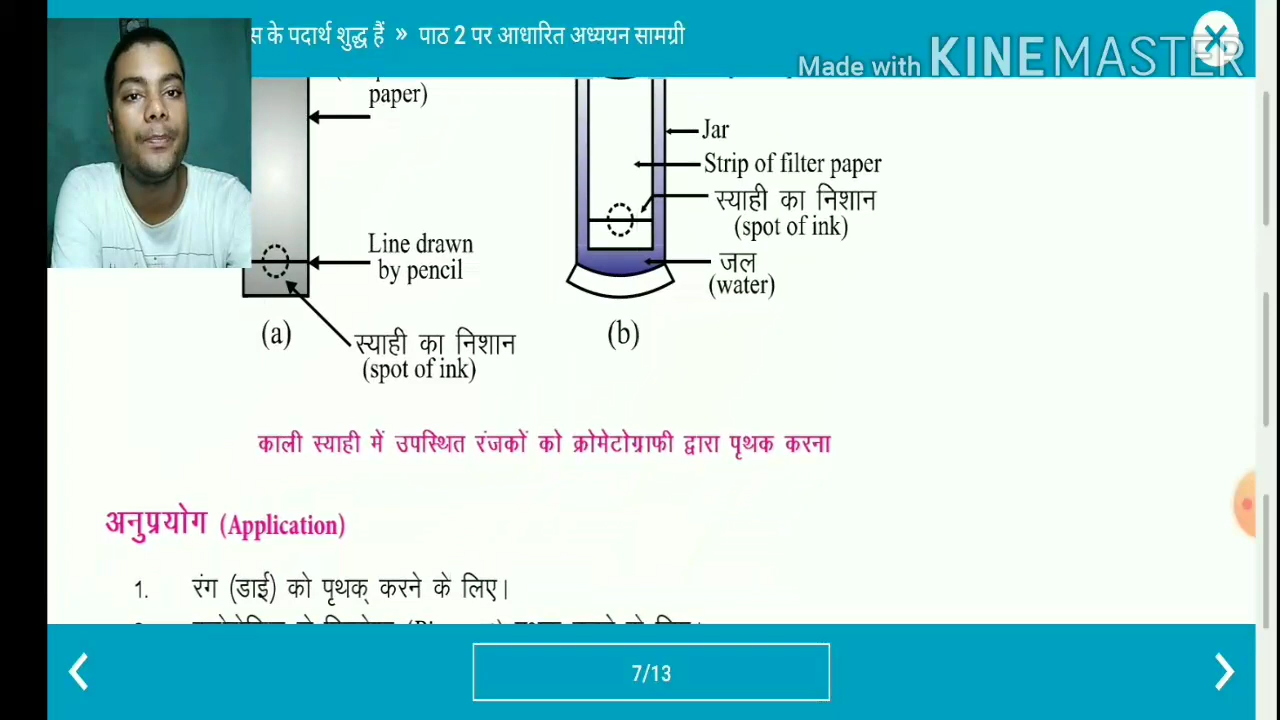 स के पदार्थ शुद्ध हैं » पाठ 2 पर आधारित अध्ययन सामग्री
Made with KINEMASTER
paper)
Jar
Strip of filter paper
स्याही का निशान
(spot of ink)
Line drawn
by pencil
जल
(water)
(a)
(b)
स्याही का निशान
(spot of ink)
काली स्याही में उपस्थित रंजकों को क्रोमेटोग्राफी द्वारा पृथक करना
अनुप्रयोग (Application)
1. रंग (डाई) को पृथक् करने के लिए।
7/13